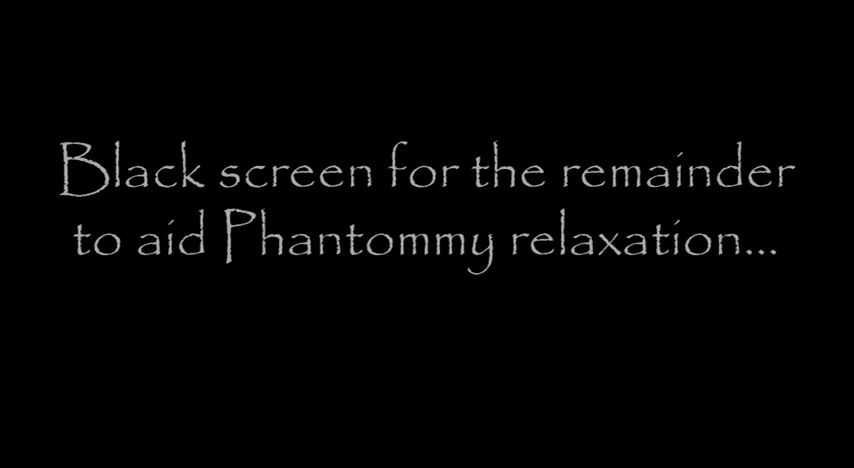 Black screen for the remainder
to aid Phantommy relaxation...